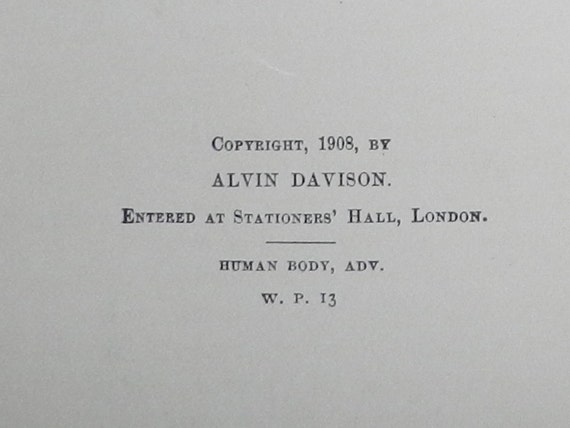 COPYRIGHT, 1908, BY
ALVIN DAVISON.
ENTERED AT STATIONERS' HALL, LONDON.
HUMAN BODY, ADV.
W. P. 13